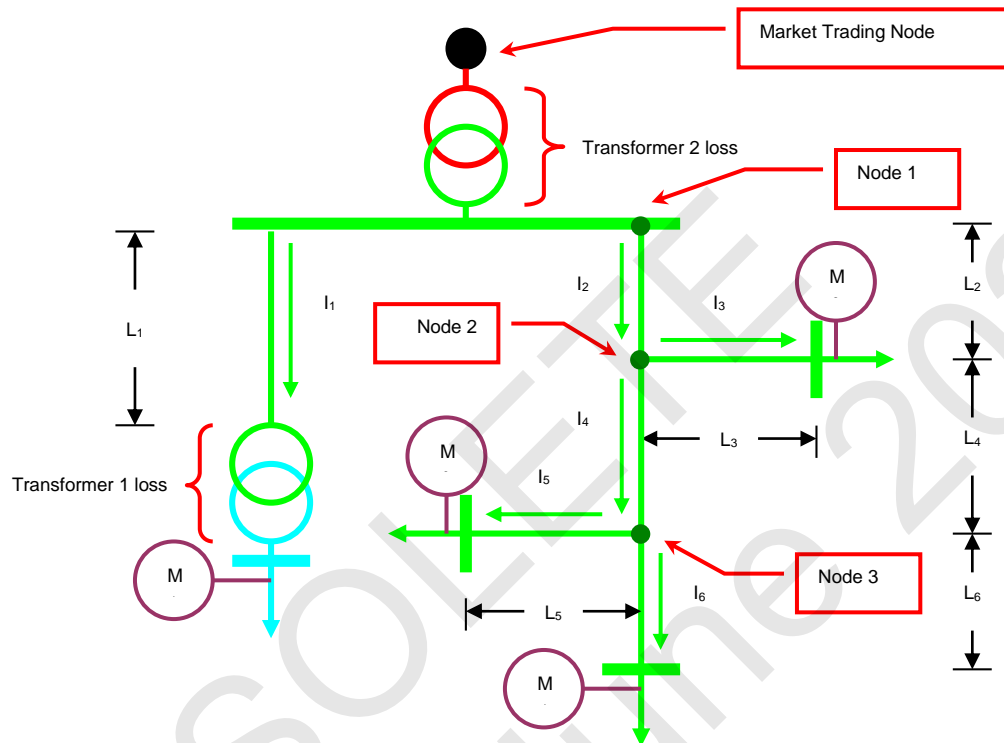 Market Trading Node
Transformer 2 loss
Node 1
M
L2
I1
I2
I3
L1
Node 2
I4
L3
L4
M
I5
Transformer 1 loss
M
Node 3
I6
L6
L5
M